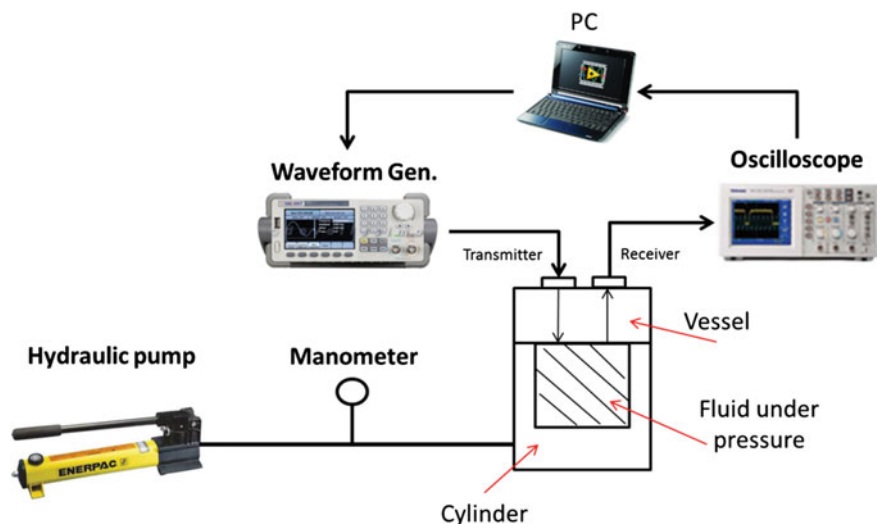 PC
Waveform Gen.
Oscilloscope
Transmitter
Receiver
Vessel
Hydraulic pump
Manometer
Fluid under
pressure
ENERPAC
Cylinder